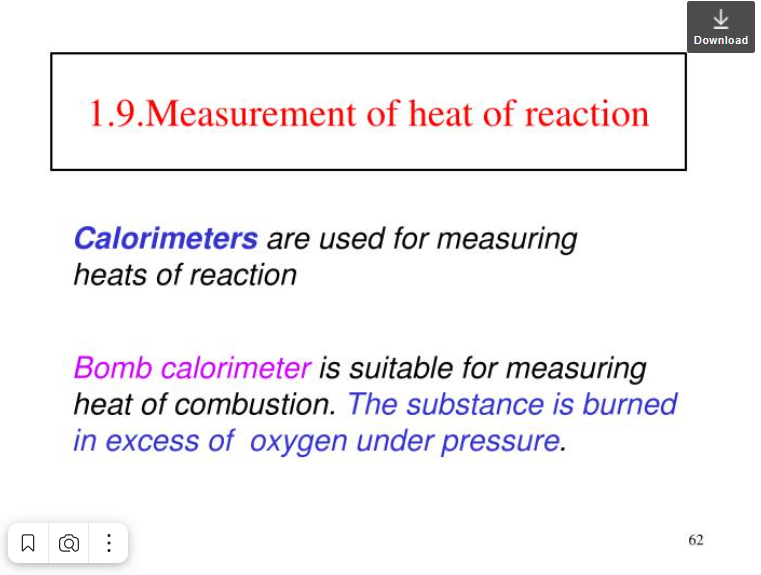 Download
1.9.Measurement of heat of reaction
Calorimeters are used for measuring
heats of reaction
Bomb calorimeter is suitable for measuring
heat of combustion. The substance is burned
in excess of  oxygen under pressure.
62